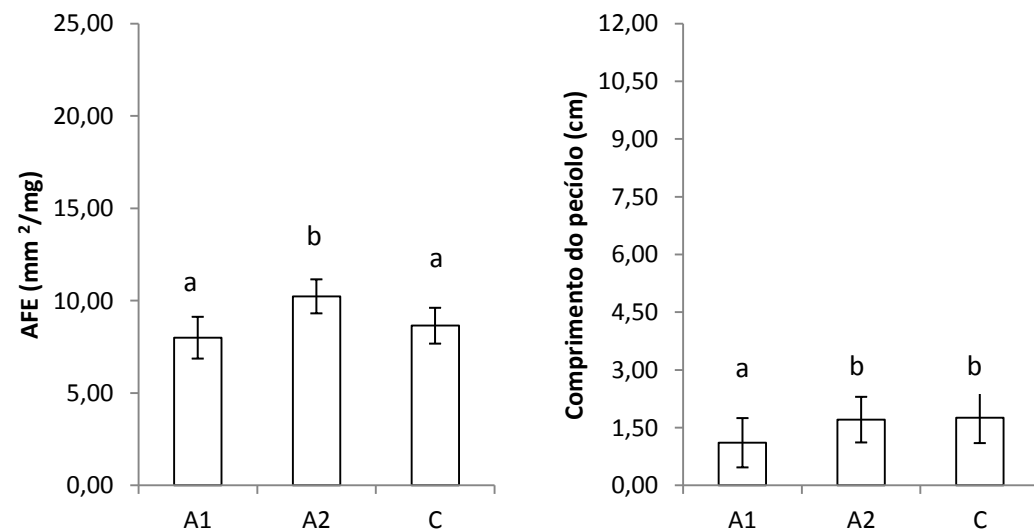 AFE (mm ²/mg)
25,00
20,00
15,00
10,00
5,00
0,00
a
b
a
A1
A2
C
Comprimento do pecíolo (cm)
12,00
10,50
9,00
7,50
6,00
4,50
3,00
1,50
0,00
a
b
b
A1
A2
C